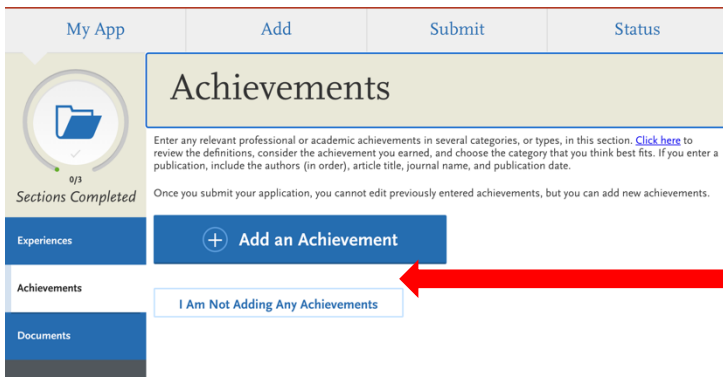 My App Add Submit Status
Achievements
Enter any relevant professional or academic achievements in several categories, or types, in this section. Click here to
review the definitions, consider the achievement you earned, and choose the category that you think best fits. If you enter a
publication, include the authors (in order), article title, journal name, and publication date.
0/3
Sections Completed
Once you submit your application, you cannot edit previously entered achievements, but you can add new achievements.
Experiences
Add an Achievement
Achievements
I Am Not Adding Any Achievements
Documents